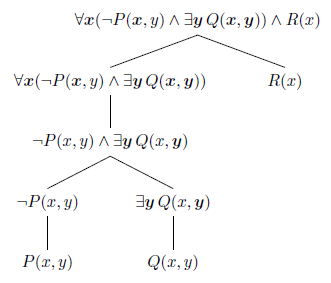 ∀x(¬P(x, y) ∧ ∃y Q(x, y)) ∧ R(x)
∀x(¬P(x, y) ∧ ∃y Q(x, y)) R(x)
¬P(x, y) ∧ ∃y Q(x, y)
¬P(x, y) ∃y Q(x, y)
P(x, y) Q(x, y)